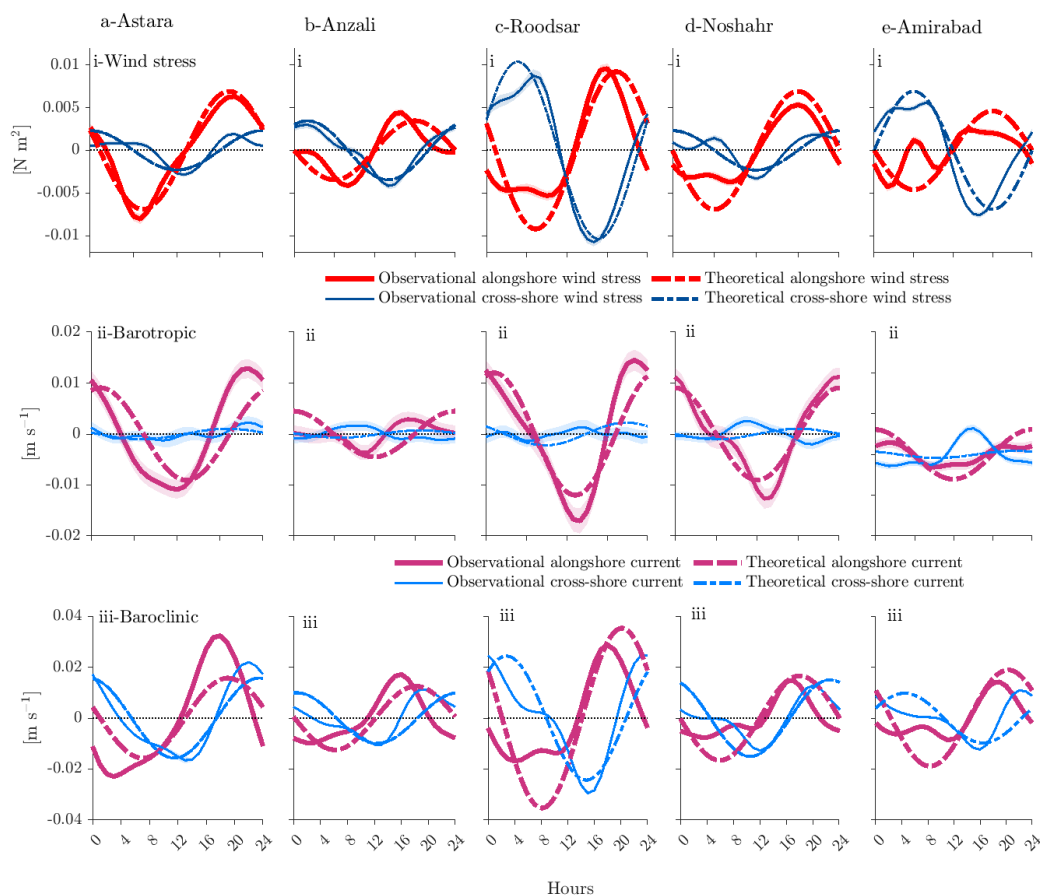 a-Astara b-Anzali c-Roodsar d-Noshahr e-Amirabad
i-Wind stress i i i i
[N m²]
0.01
0.005
0
-0.005
-0.01
Observational alongshore wind stress Theoretical alongshore wind stress
Observational cross-shore wind stress Theoretical cross-shore wind stress
ii-Barotropic ii ii ii ii
[m s⁻¹]
0.02
0.01
0
-0.01
-0.02
Observational alongshore current Theoretical alongshore current
Observational cross-shore current Theoretical cross-shore current
iii-Baroclinic iii iii iii iii
[m s⁻¹]
0.04
0.02
0
-0.02
-0.04
0 4 8 12 16 20 24 0 4 8 12 16 20 24 0 4 8 12 16 20 24 0 4 8 12 16 20 24 0 4 8 12 16 20 24
Hours